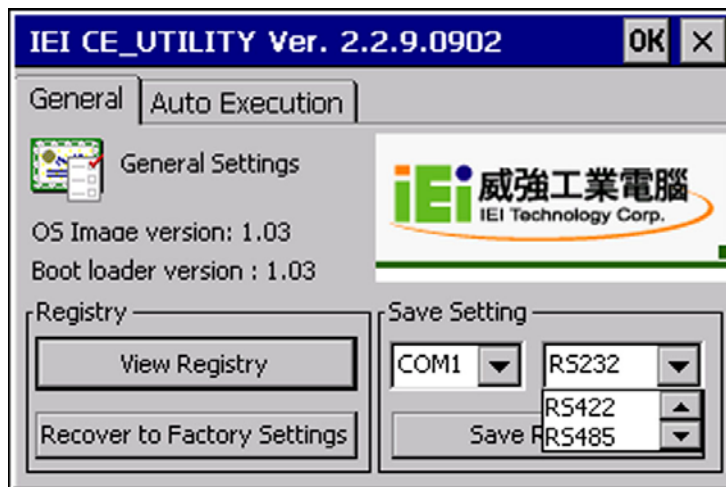 IEI CE_UTILITY Ver. 2.2.9.0902 OK ×
General Auto Execution
General Settings
iEi 威強工業電腦
IEI Technology Corp.
OS Image version: 1.03
Boot loader version : 1.03
Registry
View Registry
Recover to Factory Settings
Save Setting
COM1 RS232
RS422
RS485
Save R